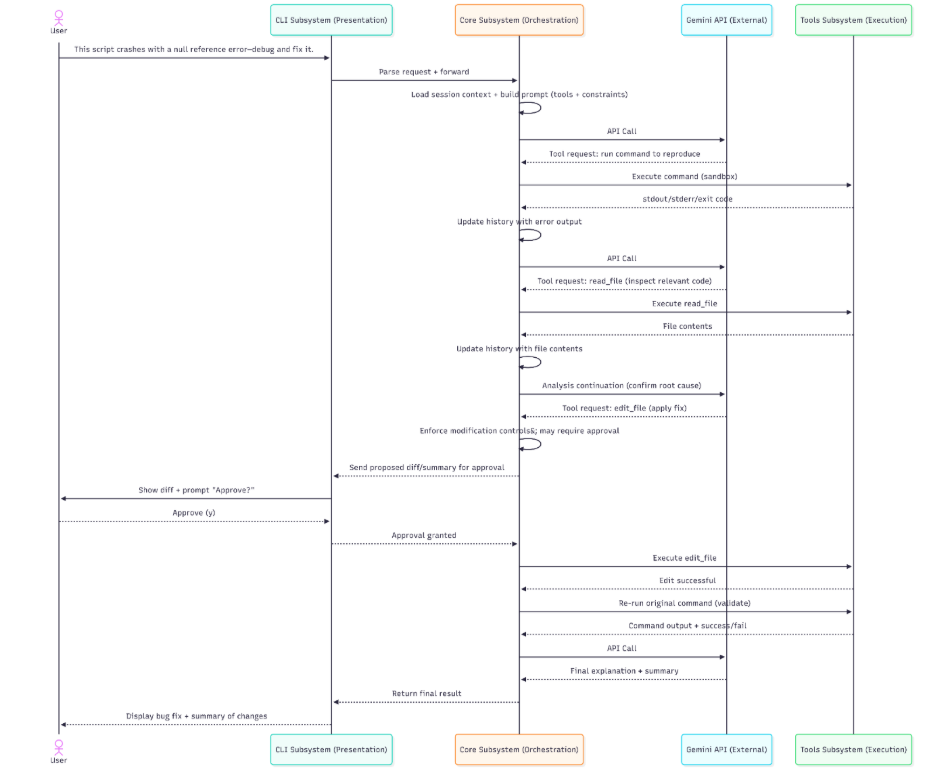 User
CLI Subsystem (Presentation)
Core Subsystem (Orchestration)
Gemini API (External)
Tools Subsystem (Execution)
This script crashes with a null reference error–debug and fix it.
Parse request + forward
Load session context + build prompt (tools + constraints)
API Call
Tool request: run command to reproduce
Execute command (sandbox)
stdout/stderr/exit code
Update history with error output
API Call
Tool request: read_file (inspect relevant code)
Execute read_file
File contents
Update history with file contents
Analysis continuation (confirm root cause)
Tool request: edit_file (apply fix)
Enforce modification controls&; may require approval
Send proposed diff/summary for approval
Show diff + prompt "Approve?"
Approve (y)
Approval granted
Execute edit_file
Edit successful
Re-run original command (validate)
Command output + success/fail
API Call
Final explanation + summary
Return final result
Display bug fix + summary of changes
User
CLI Subsystem (Presentation)
Core Subsystem (Orchestration)
Gemini API (External)
Tools Subsystem (Execution)